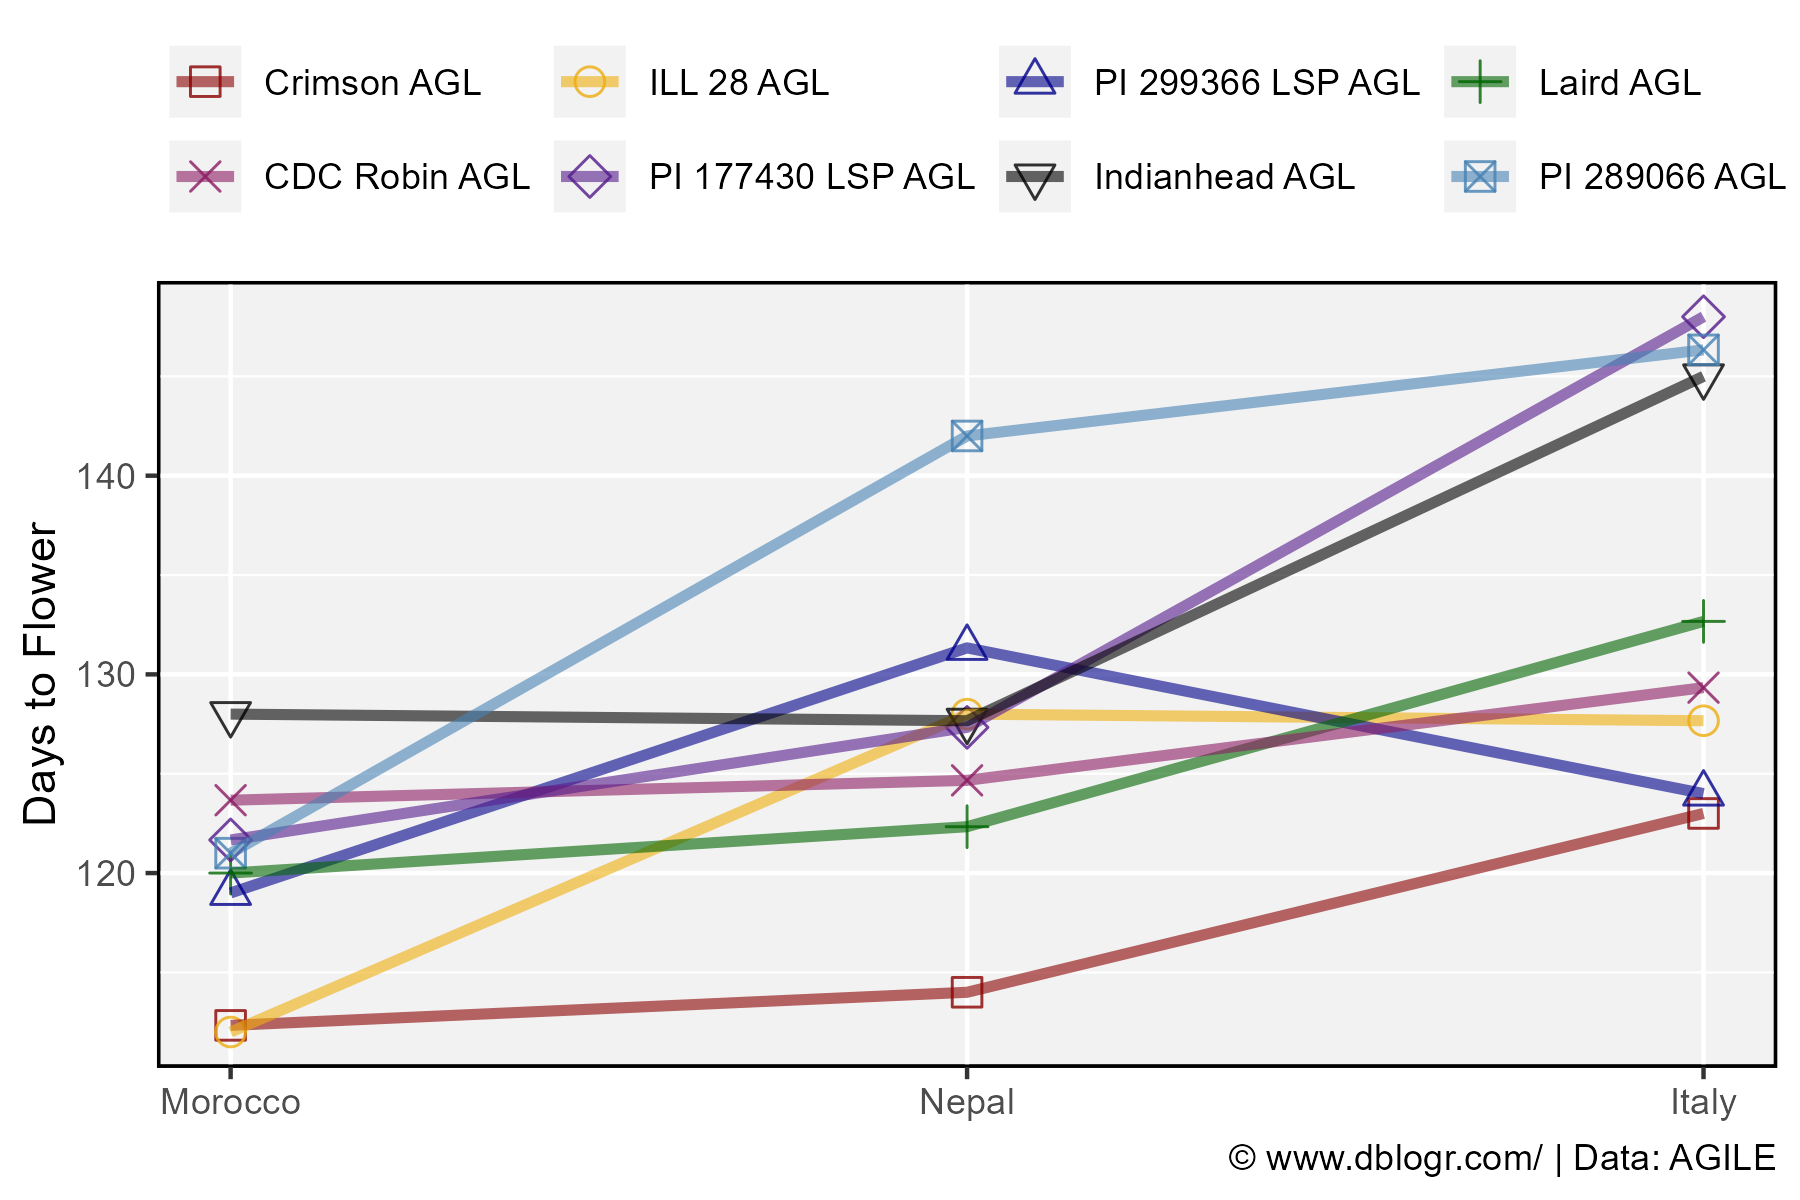 Crimson AGL ILL 28 AGL PI 299366 LSP AGL Laird AGL
CDC Robin AGL PI 177430 LSP AGL Indianhead AGL PI 289066 AGL
Days to Flower
140
130
120
Morocco Nepal Italy
© www.dblogr.com/ | Data: AGILE